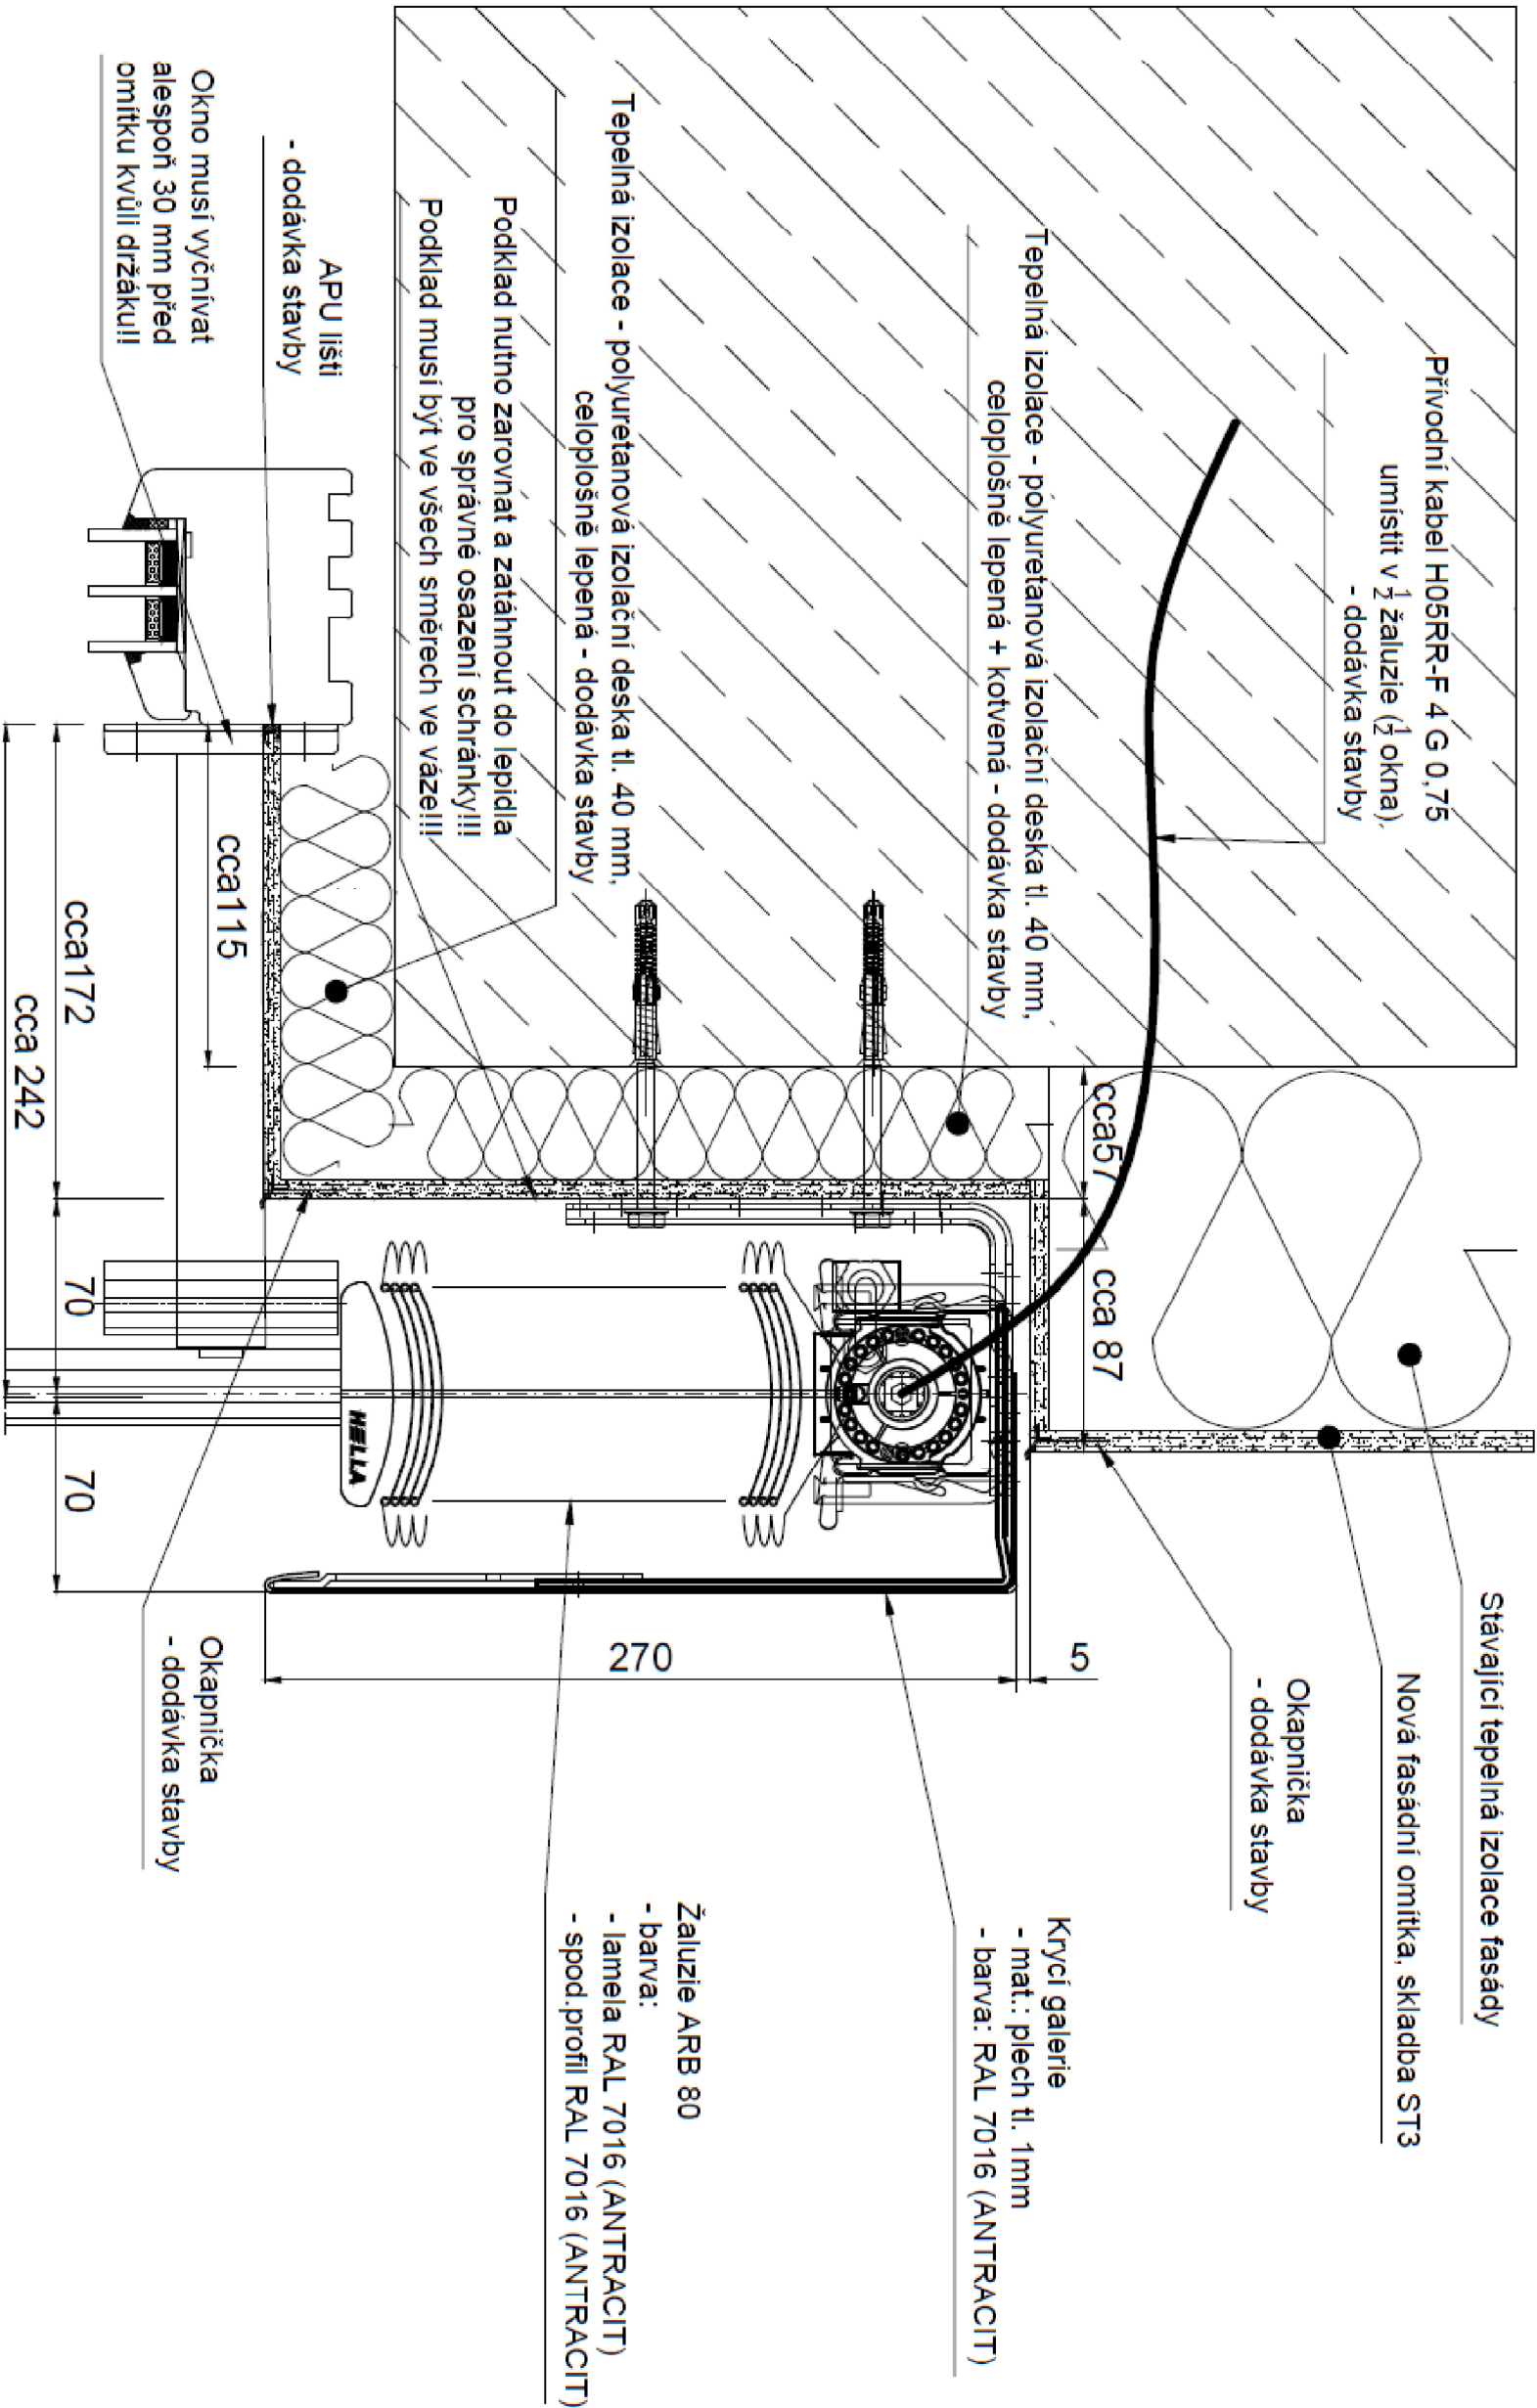 Přívodní kabel H05RR-F 4 G 0,75
umístit v 1/2 žaluzie (1/2 okna),
- dodávka stavby
Tepelná izolace - polyuretanová izolační deska tl. 40 mm,
celoplošně lepená + kotvená - dodávka stavby
Tepelná izolace - polyuretanová izolační deska tl. 40 mm,
celoplošně lepená - dodávka stavby
Podklad nutno zarovnat a zatáhnout do lepidla
pro správné osazení schránky!!!
Podklad musí být ve všech směrech ve váze!!!
APU lišti
- dodávka stavby
Okno musí vyčnívat
alespoň 30 mm před
omítku kvůli držáku!!
Stávající tepelná izolace fasády
Nová fasádní omítka, skladba ST3
Okapnička
- dodávka stavby
Krycí galerie
- mat.: plech tl. 1mm
- barva: RAL 7016 (ANTRACIT)
Žaluzie ARB 80
- barva:
- lamela RAL 7016 (ANTRACIT)
- spod.profil RAL 7016 (ANTRACIT)
Okapnička
- dodávka stavby
cca57
cca 87
5
270
HELLA
cca115
cca172
70
70
cca 242